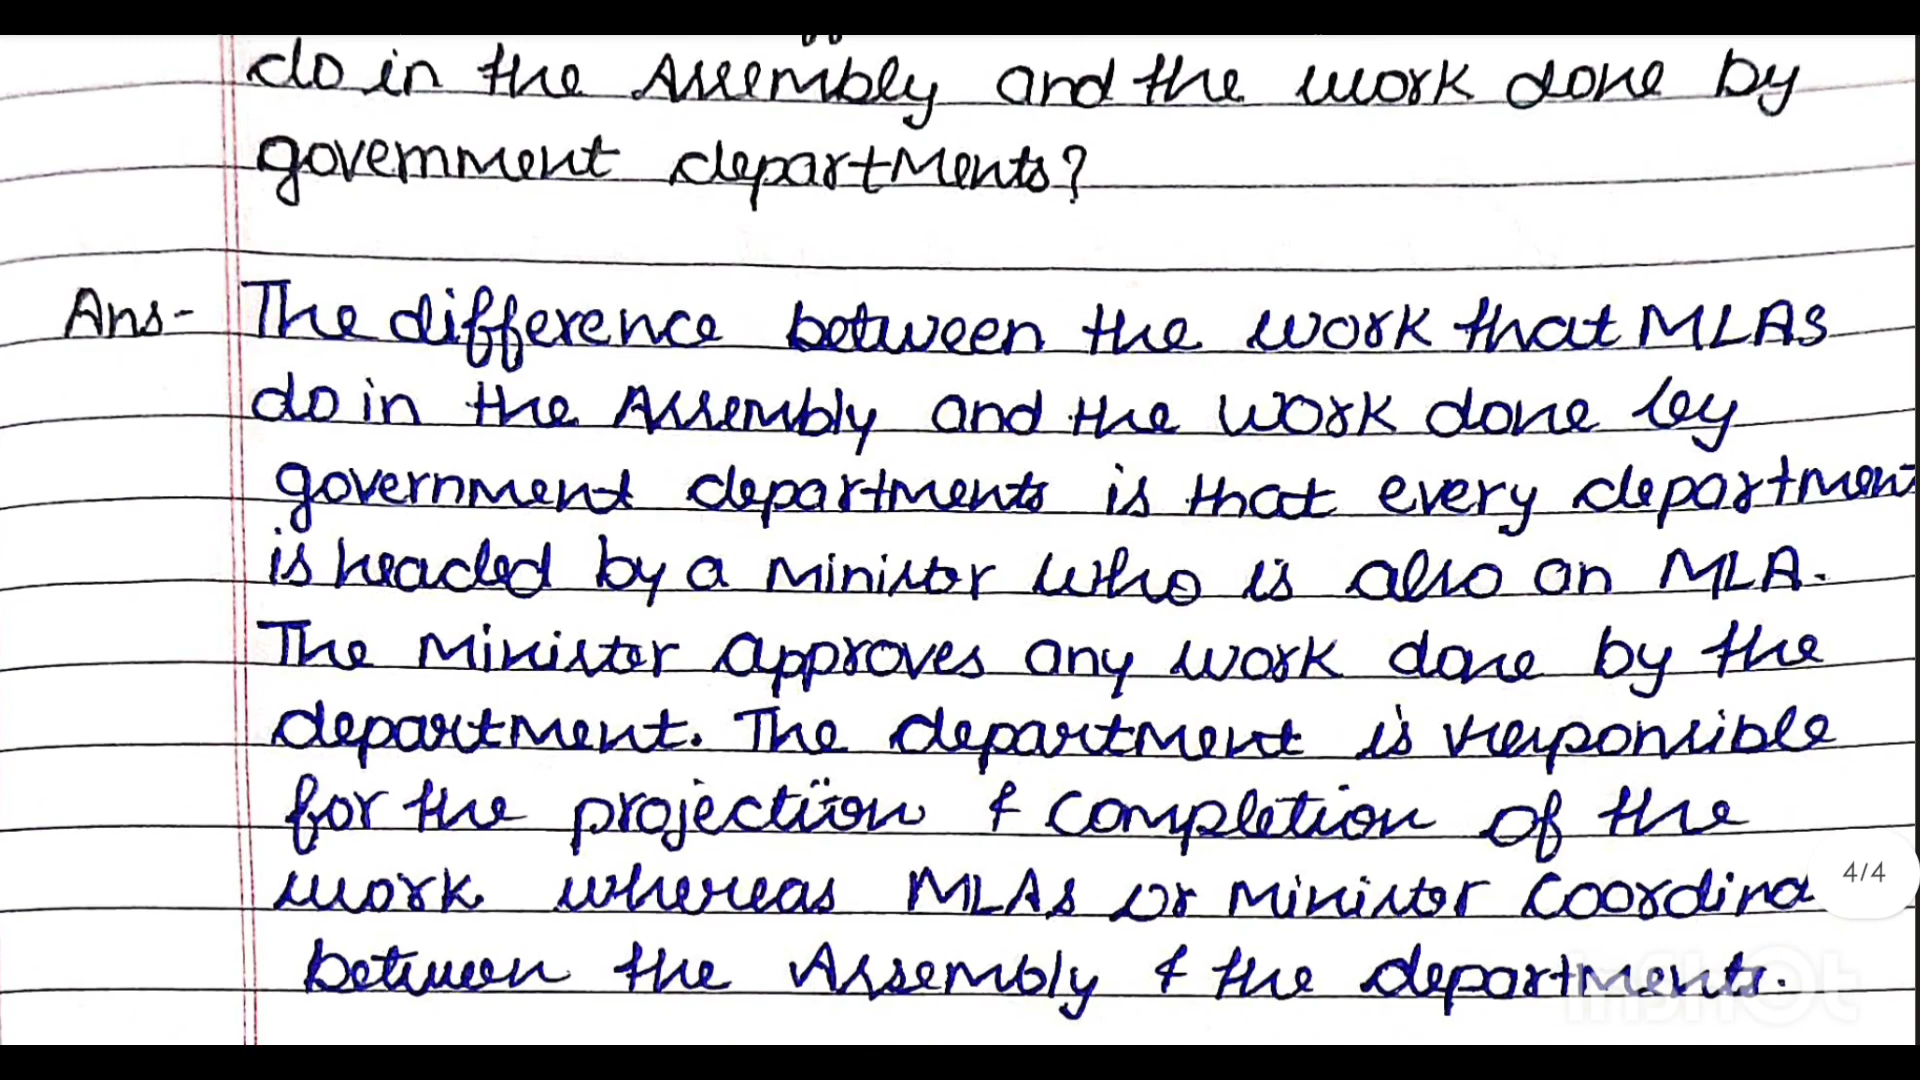 do in the Assembly and the work done by
government departments?
Ans- The difference between the work that MLAs
do in the Assembly and the work done by
government departments is that every department
is headed by a Minister who is also an MLA.
The Minister approves any work done by the
department. The department is responsible
for the projection & completion of the
work whereas MLAs or Minister Coordina
4/4
between the Assembly & the departments.
InShot